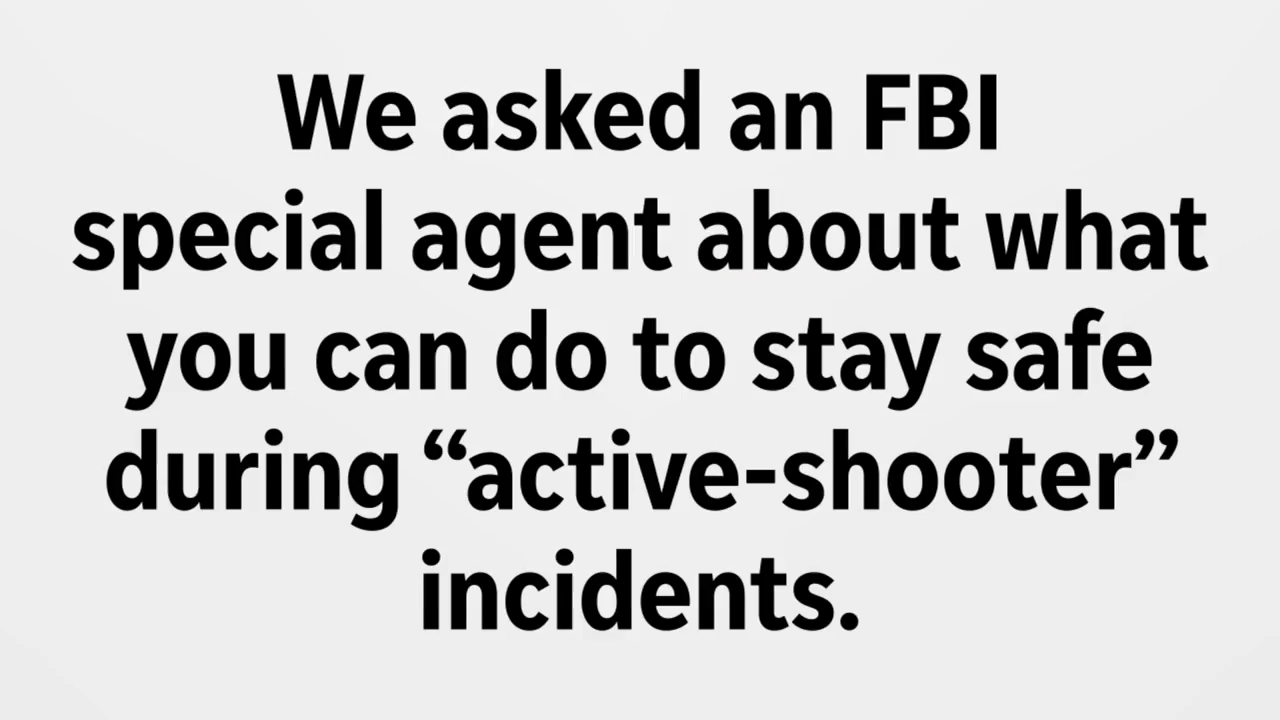 We asked an FBI
special agent about what
you can do to stay safe
during “active-shooter”
incidents.